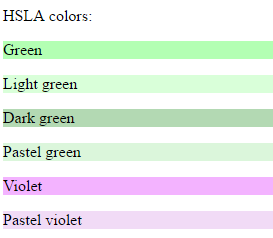 HSLA colors:
Green
Light green
Dark green
Pastel green
Violet
Pastel violet